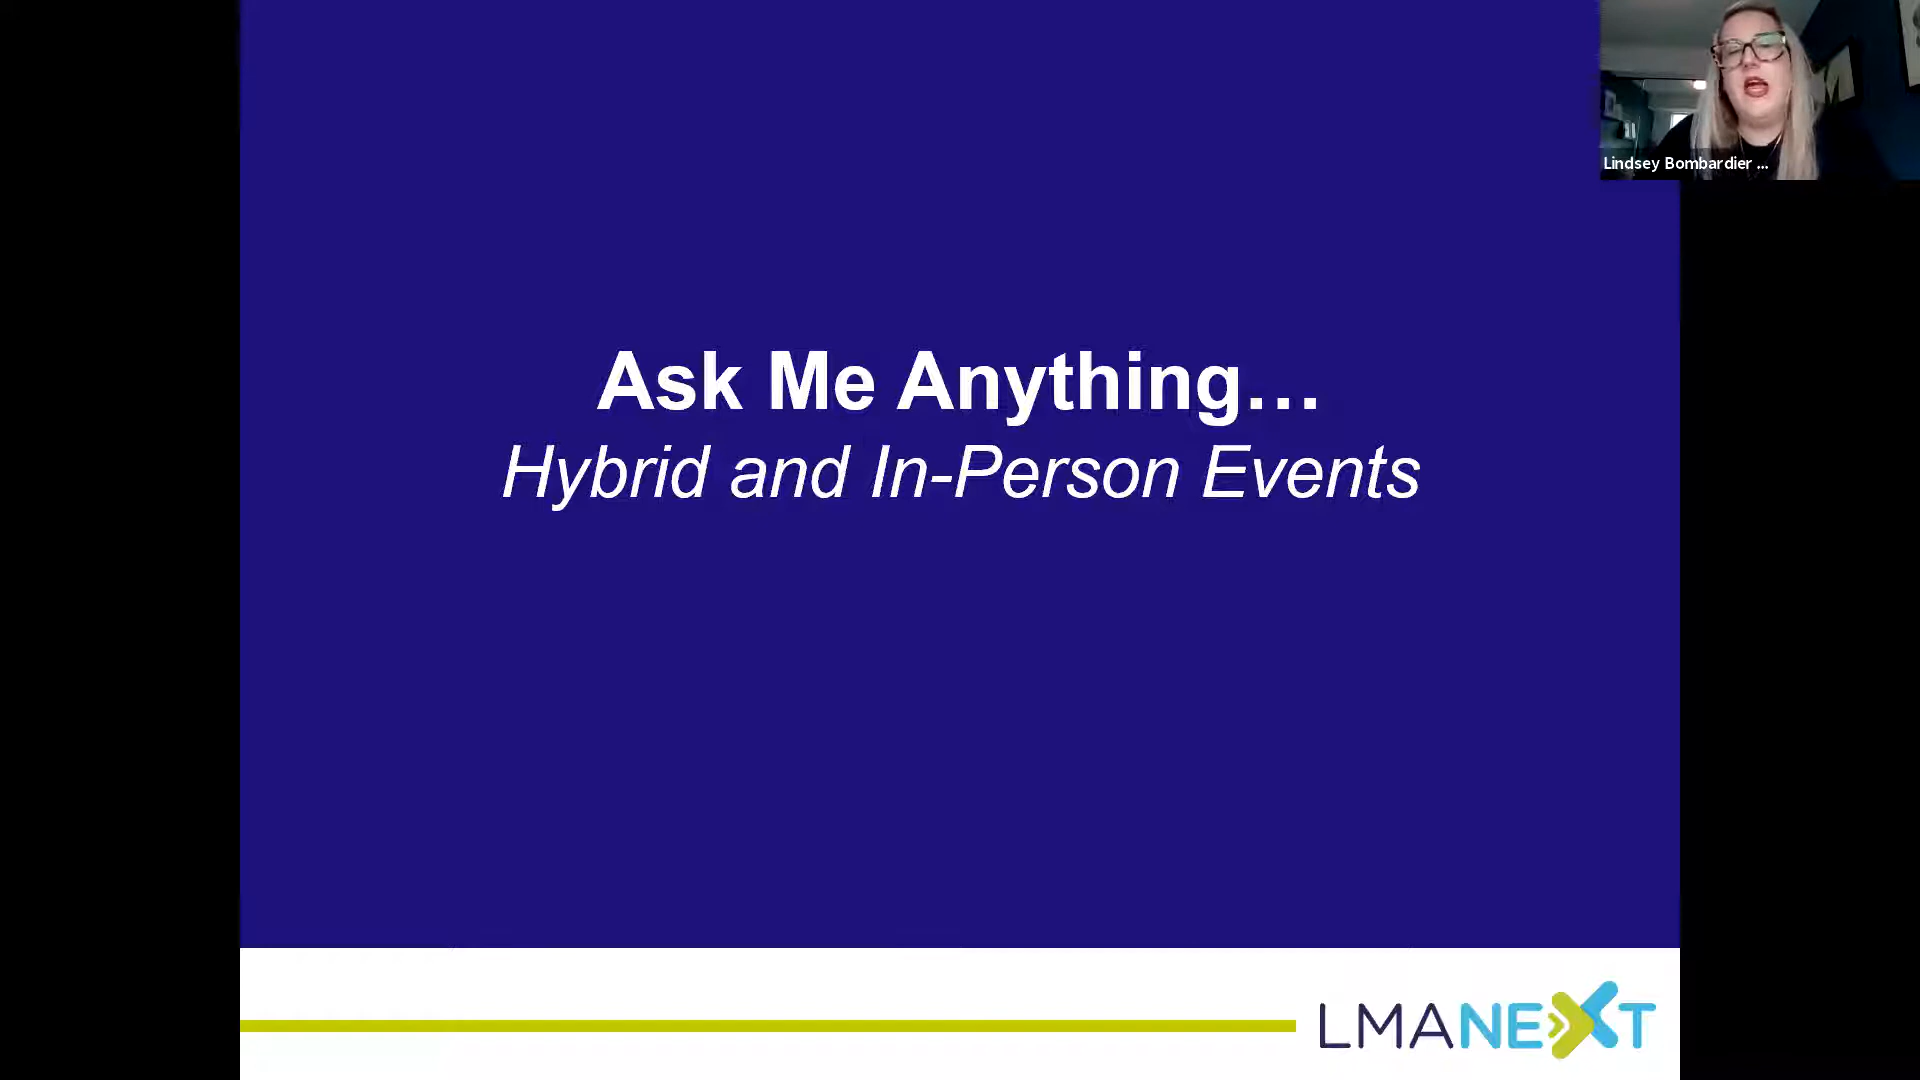 Lindsey Bombardier ...
Ask Me Anything…
Hybrid and In-Person Events
LMANEXT